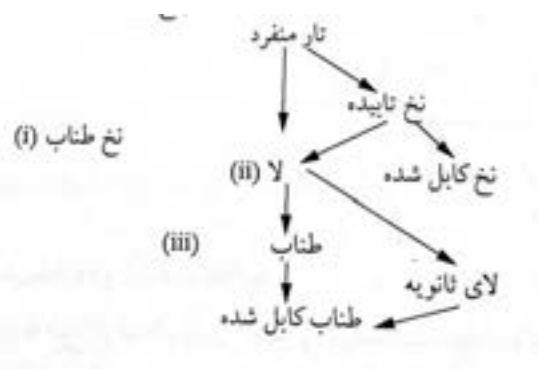 تار منفرد
نخ تابیده
نخ طناب (i)
لا (ii)
نخ کابل شده
طناب (iii)
لای ثانویه
طناب کابل شده